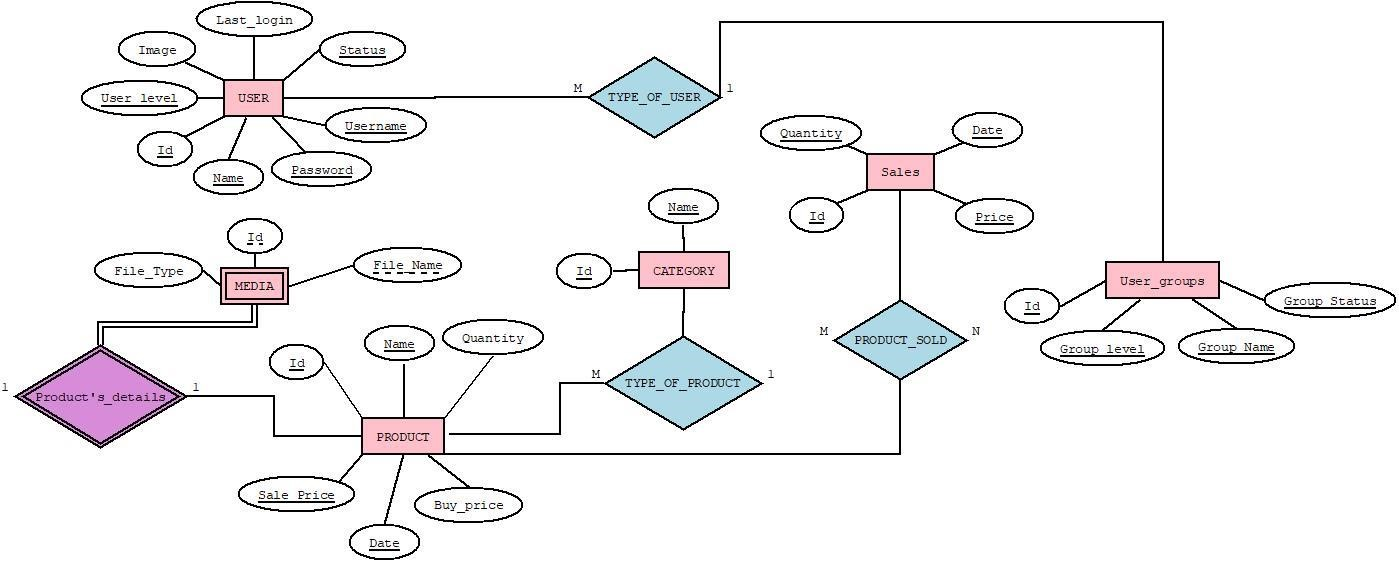 Last_login
Image
Status
User level
USER
M
TYPE_OF_USER
1
Username
Id
Name
Password
Quantity
Date
Sales
Id
Price
Id
File_Type
File Name
MEDIA
Name
Id
CATEGORY
User_groups
Id
Group Status
Group level
Group Name
M
PRODUCT_SOLD
N
Id
Name
Quantity
M
TYPE_OF_PRODUCT
1
1
Product's_details
1
PRODUCT
Sale Price
Buy_price
Date